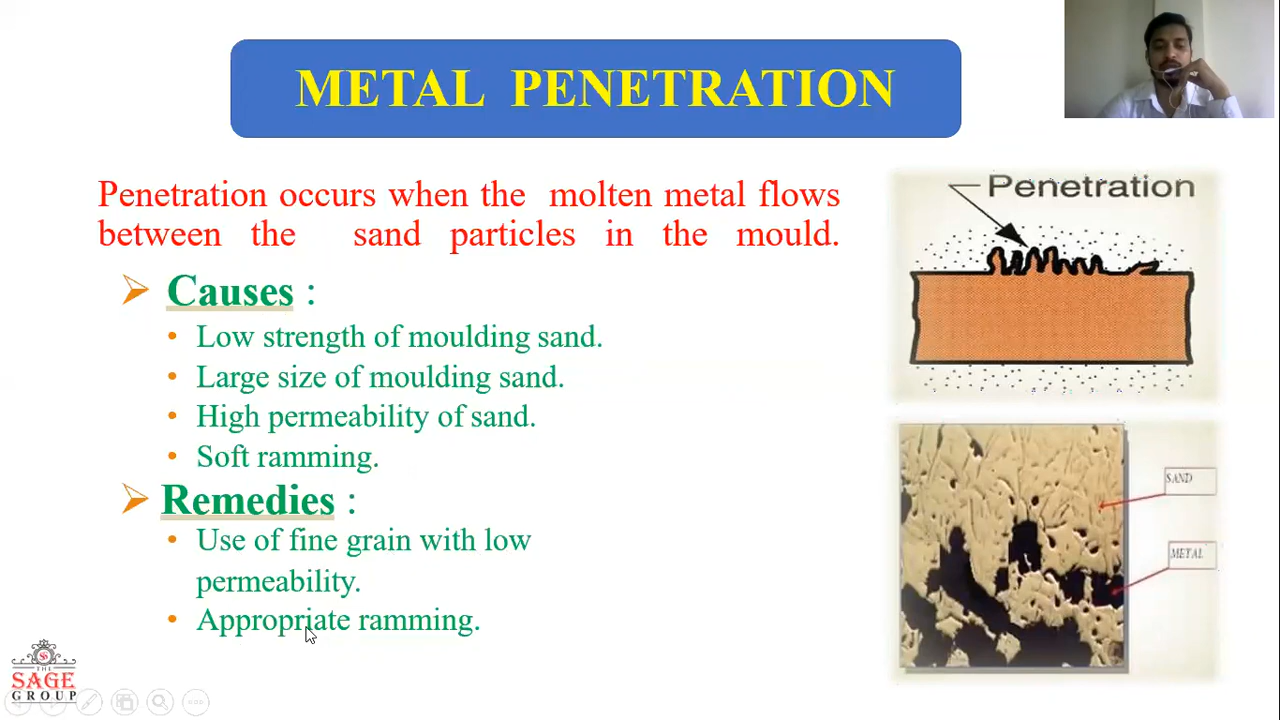 METAL PENETRATION
Penetration occurs when the molten metal flows
between the sand particles in the mould.
Causes :
Low strength of moulding sand.
Large size of moulding sand.
High permeability of sand.
Soft ramming.
Remedies :
Use of fine grain with low
permeability.
Appropriate ramming.
Penetration
SAND
METAL
THE
SAGE
GROUP